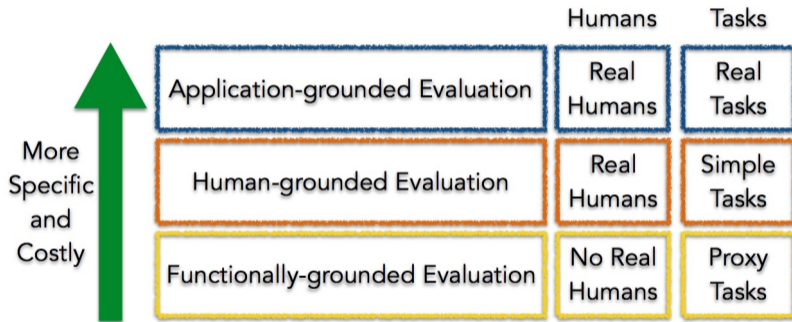 Humans Tasks
Application-grounded Evaluation
Real
Humans
Real
Tasks
More
Specific
and
Costly
Human-grounded Evaluation
Real
Humans
Simple
Tasks
Functionally-grounded Evaluation
No Real
Humans
Proxy
Tasks